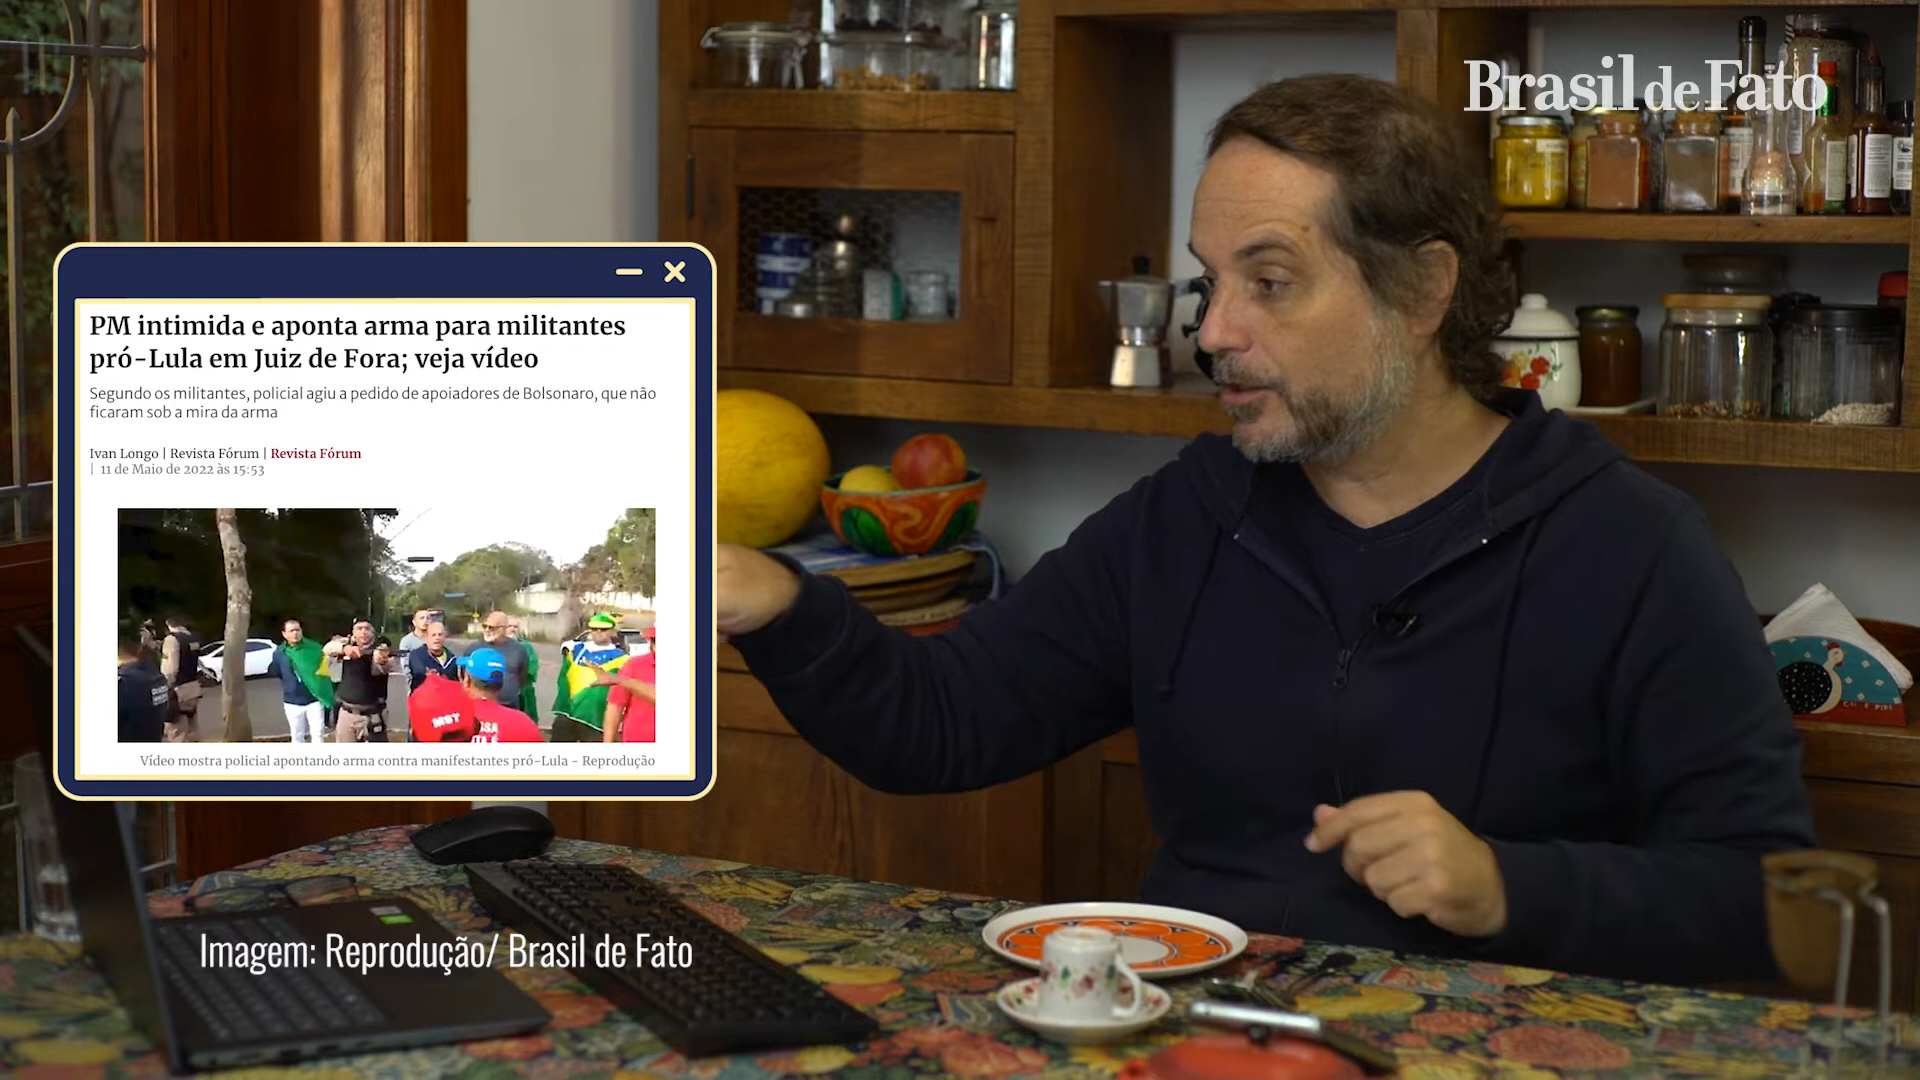 Brasil de Fato
PM intimida e aponta arma para militantes
pró-Lula em Juiz de Fora; veja vídeo
Segundo os militantes, policial agiu a pedido de apoiadores de Bolsonaro, que não
ficaram sob a mira da arma
Ivan Longo | Revista Fórum | Revista Fórum
| 11 de Maio de 2022 às 15:53
MST
Vídeo mostra policial apontando arma contra manifestantes pró-Lula - Reprodução
Imagem: Reprodução/ Brasil de Fato